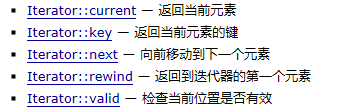 Iterator::current — 返回当前元素
Iterator::key — 返回当前元素的键
Iterator::next — 向前移动到下一个元素
Iterator::rewind — 返回到迭代器的第一个元素
Iterator::valid — 检查当前位置是否有效